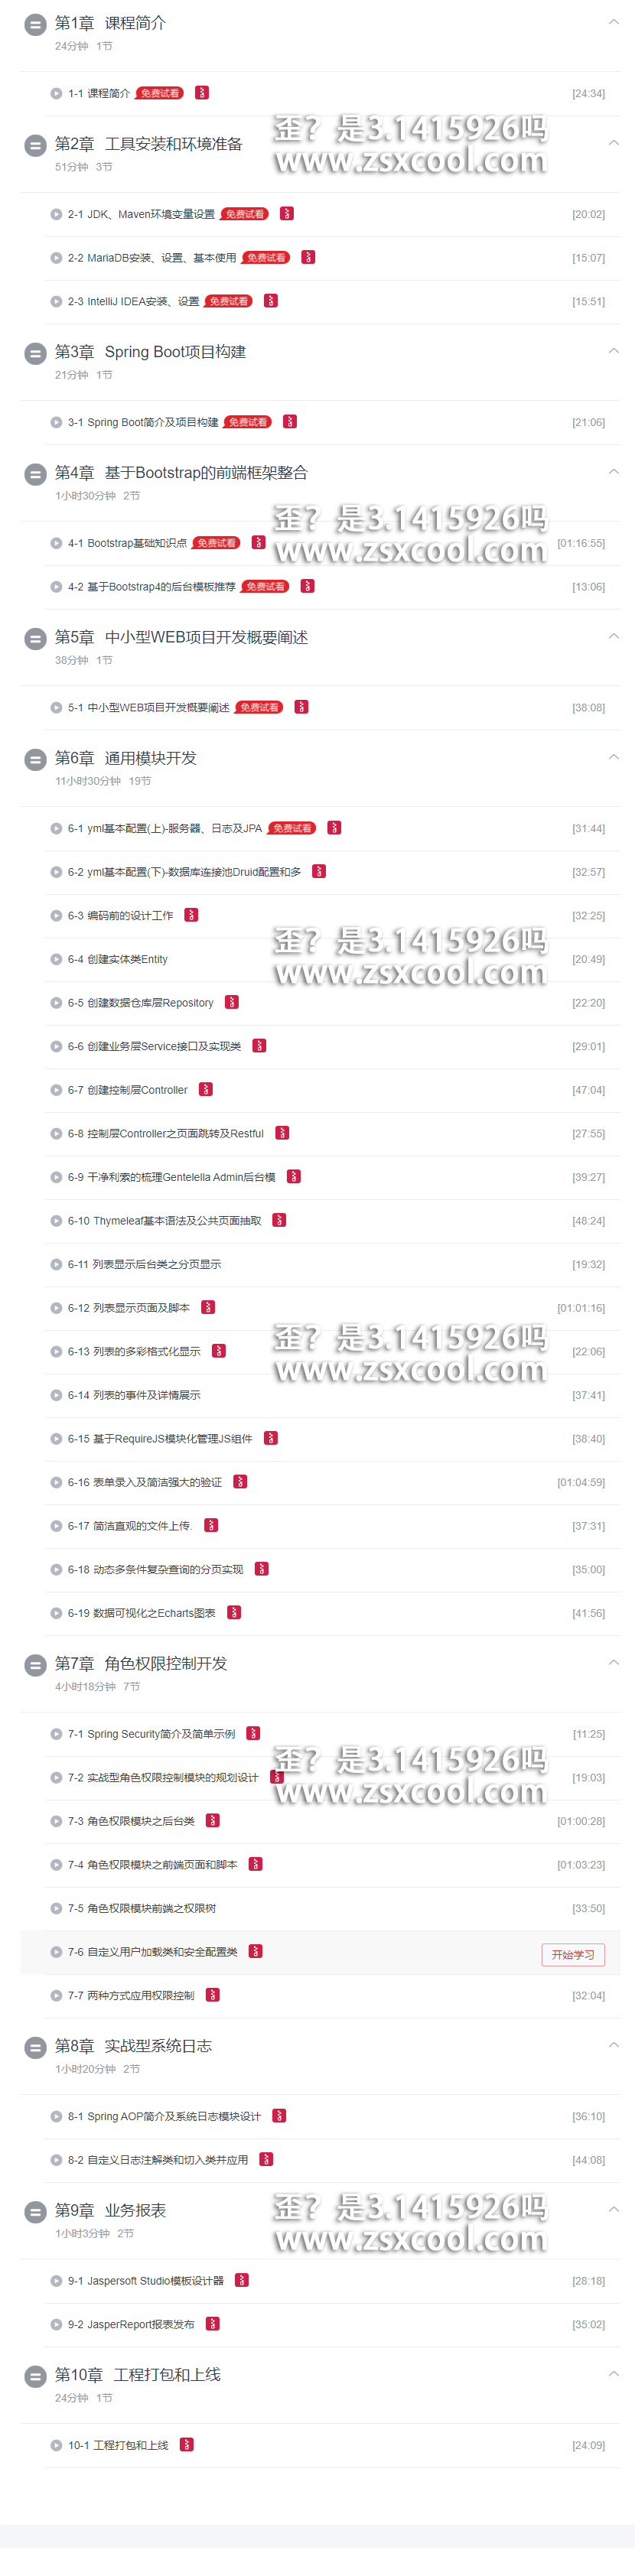 第1章 课程简介
24分钟 1节
1-1 课程简介 免费试看 [24:34]
歪？是3.1415926吗
www.zsxcool.com
第2章 工具安装和环境准备
51分钟 3节
2-1 JDK、Maven环境变量设置 免费试看 [20:02]
2-2 MariaDB安装、设置、基本使用 免费试看 [15:07]
2-3 IntelliJ IDEA安装、设置 免费试看 [15:51]
第3章 Spring Boot项目构建
21分钟 1节
3-1 Spring Boot简介及项目构建 免费试看 [21:06]
第4章 基于Bootstrap的前端框架整合
1小时30分钟 2节
歪？是3.1415926吗
www.zsxcool.com
4-1 Bootstrap基础知识点 免费试看 [01:16:55]
4-2 基于Bootstrap4的后台模板推荐 免费试看 [13:06]
第5章 中小型WEB项目开发概要阐述
38分钟 1节
5-1 中小型WEB项目开发概要阐述 免费试看 [38:08]
第6章 通用模块开发
11小时30分钟 19节
6-1 yml基本配置(上)-服务器、日志及JPA 免费试看 [31:44]
6-2 yml基本配置(下)-数据库连接池Druid配置和多 [32:57]
6-3 编码前的设计工作 [32:25]
歪？是3.1415926吗
www.zsxcool.com
6-4 创建实体类Entity [20:49]
6-5 创建数据仓库层Repository [22:20]
6-6 创建业务层Service接口及实现类 [29:01]
6-7 创建控制层Controller [47:04]
6-8 控制层Controller之页面跳转及Restful [27:55]
6-9 干净利索的梳理Gentelella Admin后台模 [39:27]
6-10 Thymeleaf基本语法及公共页面抽取 [48:24]
6-11 列表显示后台类之分页显示 [19:32]
6-12 列表显示页面及脚本 [01:01:16]
歪？是3.1415926吗
www.zsxcool.com
6-13 列表的多彩格式化显示 [22:06]
6-14 列表的事件及详情展示 [37:41]
6-15 基于RequireJS模块化管理JS组件 [38:40]
6-16 表单录入及简洁强大的验证 [01:04:59]
6-17 简洁直观的文件上传. [37:31]
6-18 动态多条件复杂查询的分页实现 [35:00]
6-19 数据可视化之Echarts图表 [41:56]
第7章 角色权限控制开发
4小时18分钟 7节
7-1 Spring Security简介及简单示例 [11:25]
歪？是3.1415926吗
www.zsxcool.com
7-2 实战型角色权限控制模块的规划设计 [19:03]
7-3 角色权限模块之后台类 [01:00:28]
7-4 角色权限模块之前端页面和脚本 [01:03:23]
7-5 角色权限模块前端之权限树 [33:50]
7-6 自定义用户加载类和安全配置类 开始学习
7-7 两种方式应用权限控制 [32:04]
第8章 实战型系统日志
1小时20分钟 2节
8-1 Spring AOP简介及系统日志模块设计 [36:10]
8-2 自定义日志注解类和切入类并应用 [44:08]
歪？是3.1415926吗
www.zsxcool.com
第9章 业务报表
1小时3分钟 2节
9-1 Jaspersoft Studio模板设计器 [28:18]
9-2 JasperReport报表发布 [35:02]
第10章 工程打包和上线
24分钟 1节
10-1 工程打包和上线 [24:09]